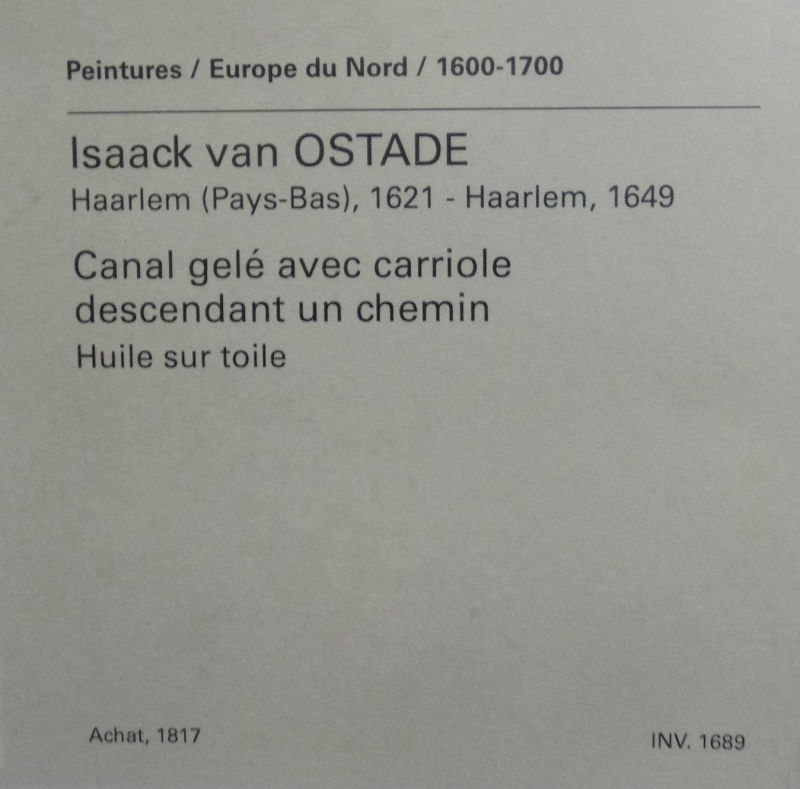 Peintures / Europe du Nord / 1600-1700
Isaack van OSTADE
Haarlem (Pays-Bas), 1621 - Haarlem, 1649
Canal gelé avec carriole
descendant un chemin
Huile sur toile
Achat, 1817
INV. 1689